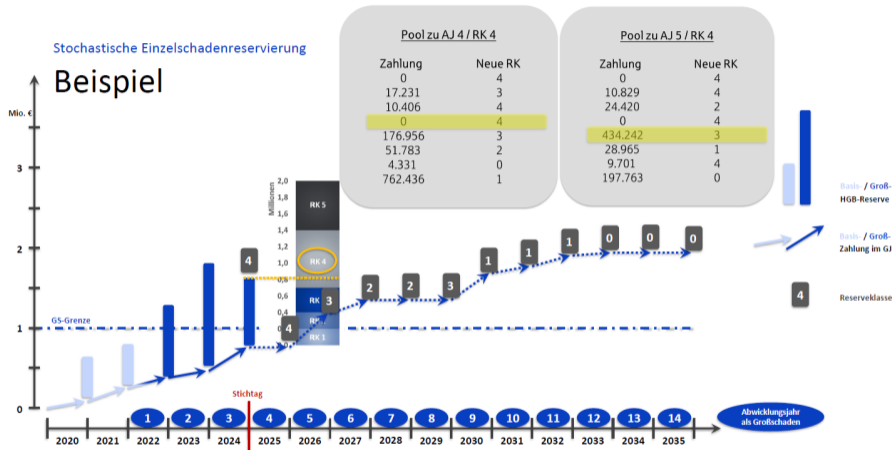 Stochastische Einzelschadenreservierung
Beispiel
Pool zu AJ 4 / RK 4
Zahlung Neue RK
0 4
17.231 3
10.406 4
0 4
176.956 3
51.783 2
4.331 0
762.436 1
Pool zu AJ 5 / RK 4
Zahlung Neue RK
0 4
10.829 4
24.420 2
0 4
434.242 3
28.965 1
9.701 4
197.763 0
Mio. €
3
2
1
0
GS-Grenze
Millionen
2,0
1,8
1,6
1,4
1,2
1,0
0,8
0,6
0,4
RK 5
RK 4
RK
RK 1
4
4
3
2
2
3
1
1
1
0
0
0
Basis- / Groß-
HGB-Reserve
Basis- / Groß-
Zahlung im GJ
4
Reserveklasse
Stichtag
1 2 3 4 5 6 7 8 9 10 11 12 13 14
Abwicklungsjahr
als Großschaden
2020 2021 2022 2023 2024 2025 2026 2027 2028 2029 2030 2031 2032 2033 2034 2035